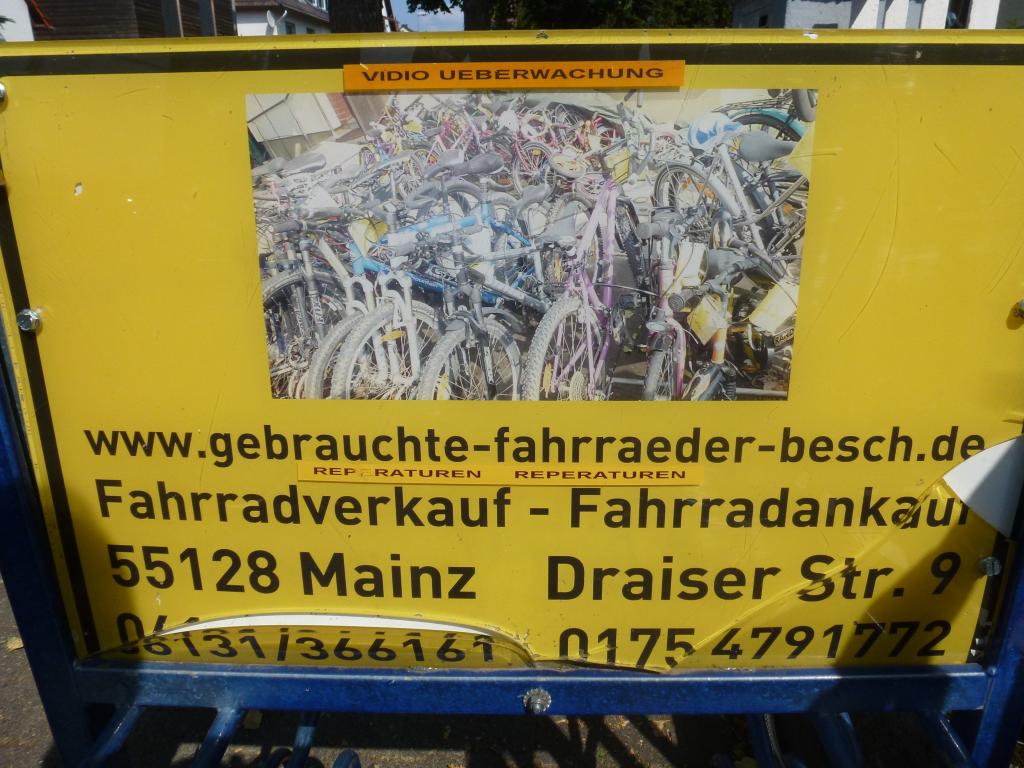 VIDIO UEBERWACHUNG
www.gebrauchte-fahrraeder-besch.de
REPERATUREN REPERATUREN
Fahrradverkauf - Fahrradankauf
55128 Mainz Draiser Str. 9
06131/366161 0175 4791772